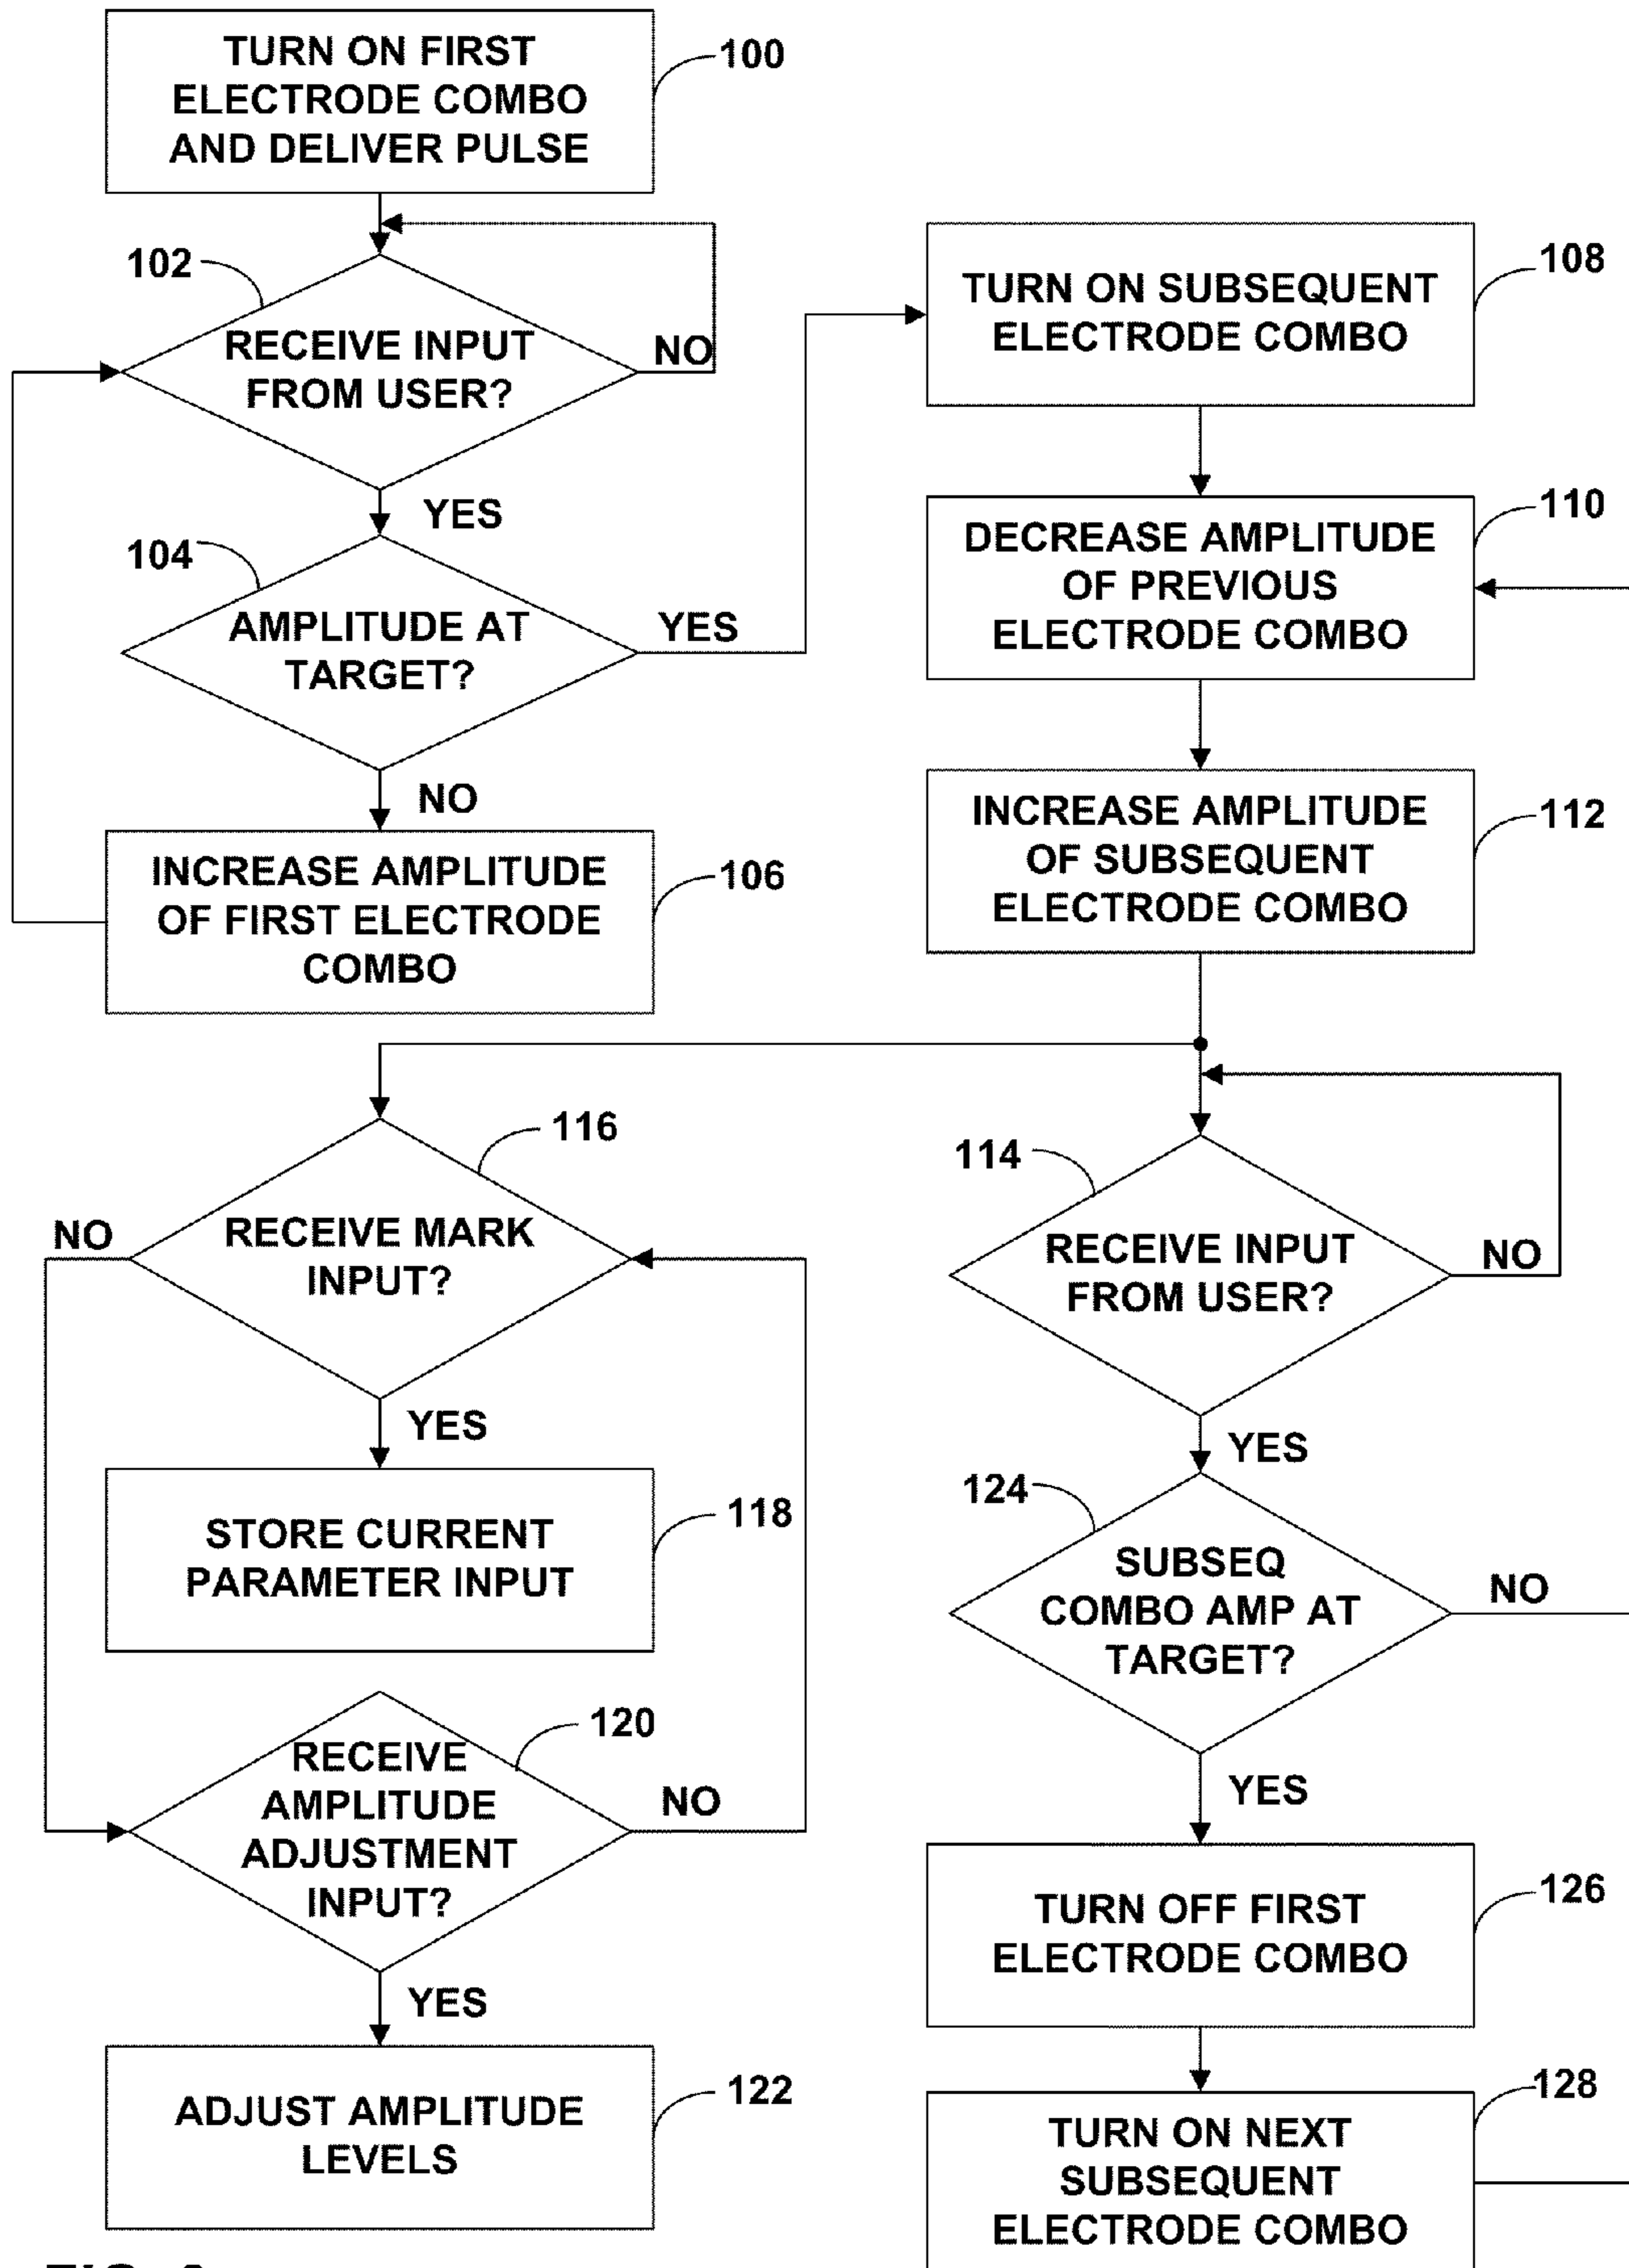 TURN ON FIRST
ELECTRODE COMBO
AND DELIVER PULSE
100
102
RECEIVE INPUT
FROM USER?
NO
YES
104
AMPLITUDE AT
TARGET?
YES
NO
INCREASE AMPLITUDE
OF FIRST ELECTRODE
COMBO
106
TURN ON SUBSEQUENT
ELECTRODE COMBO
108
DECREASE AMPLITUDE
OF PREVIOUS
ELECTRODE COMBO
110
INCREASE AMPLITUDE
OF SUBSEQUENT
ELECTRODE COMBO
112
116
RECEIVE MARK
INPUT?
NO
YES
STORE CURRENT
PARAMETER INPUT
118
120
RECEIVE
AMPLITUDE
ADJUSTMENT
INPUT?
NO
YES
ADJUST AMPLITUDE
LEVELS
122
114
RECEIVE INPUT
FROM USER?
NO
YES
124
SUBSEQ
COMBO AMP AT
TARGET?
NO
YES
TURN OFF FIRST
ELECTRODE COMBO
126
TURN ON NEXT
SUBSEQUENT
ELECTRODE COMBO
128